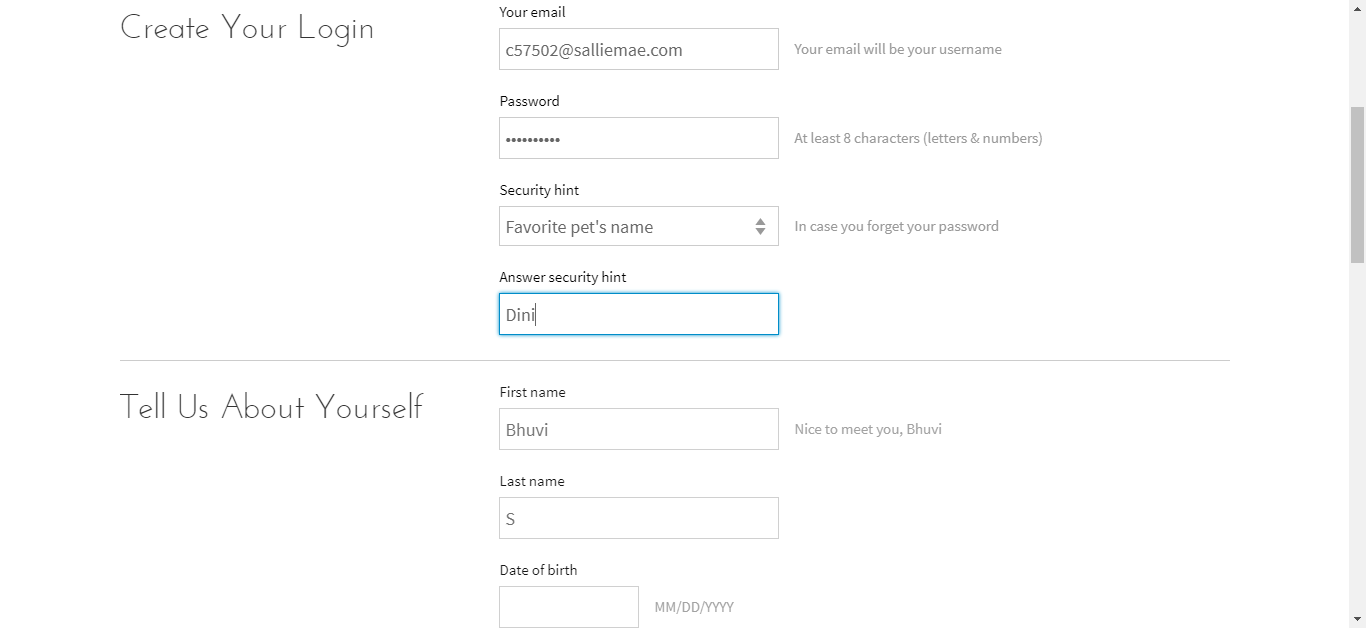 Create Your Login
Your email
c57502@salliemae.com
Your email will be your username
Password
••••••••••
At least 8 characters (letters & numbers)
Security hint
Favorite pet's name
In case you forget your password
Answer security hint
Dini
Tell Us About Yourself
First name
Bhuvi
Nice to meet you, Bhuvi
Last name
S
Date of birth
MM/DD/YYYY